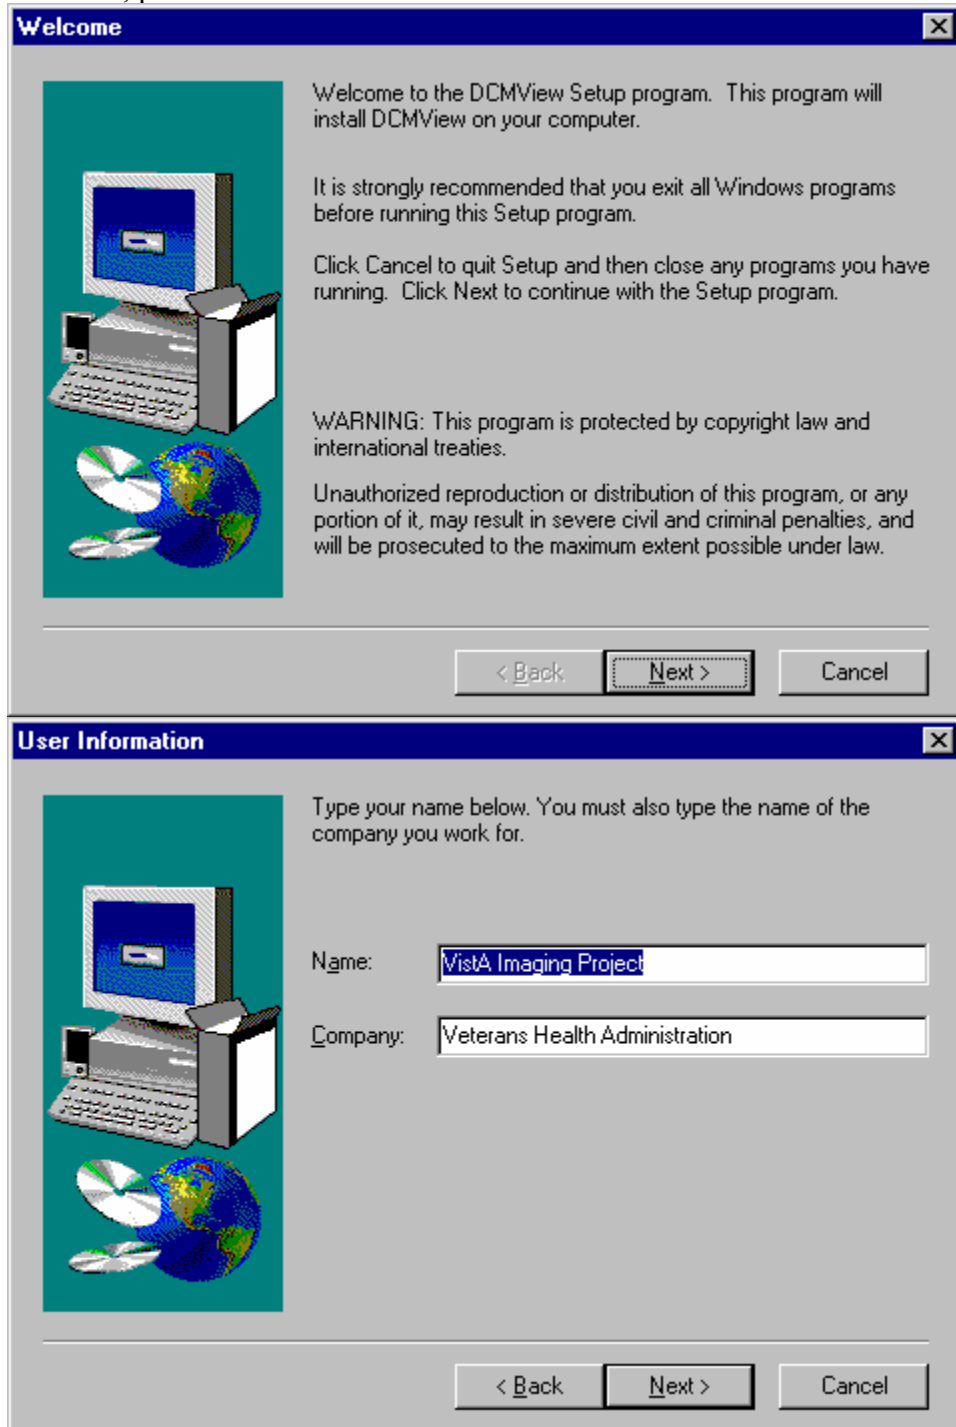 Welcome
Welcome to the DCMView Setup program. This program will
install DCMView on your computer.
It is strongly recommended that you exit all Windows programs
before running this Setup program.
Click Cancel to quit Setup and then close any programs you have
running. Click Next to continue with the Setup program.
WARNING: This program is protected by copyright law and
international treaties.
Unauthorized reproduction or distribution of this program, or any
portion of it, may result in severe civil and criminal penalties, and
will be prosecuted to the maximum extent possible under law.
< Back Next > Cancel
User Information
Type your name below. You must also type the name of the
company you work for.
Name: VistA Imaging Project
Company: Veterans Health Administration
< Back Next > Cancel